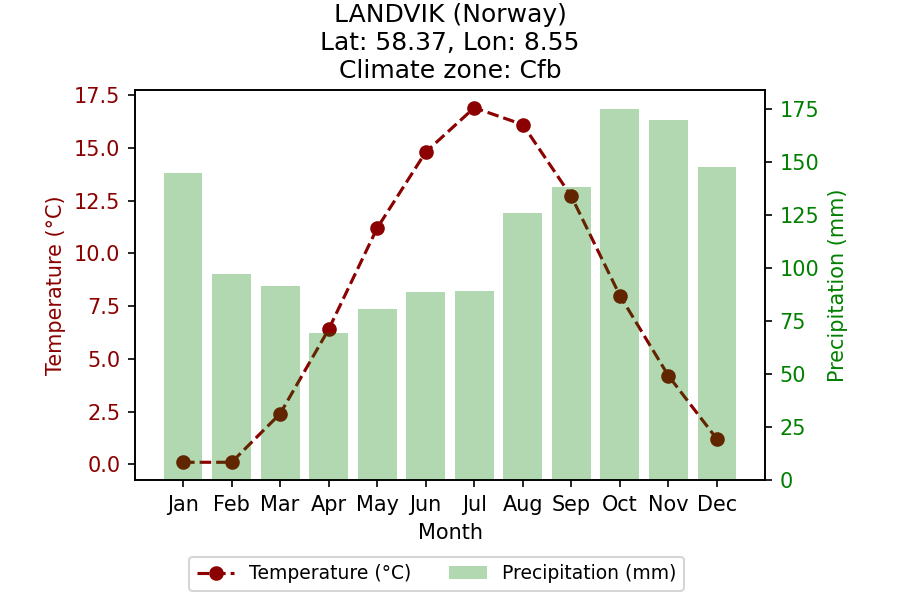 LANDVIK (Norway)
Lat: 58.37, Lon: 8.55
Climate zone: Cfb
17.5
15.0
12.5
10.0
7.5
5.0
2.5
0.0
Temperature (°C)
175
150
125
100
75
50
25
0
Precipitation (mm)
Jan Feb Mar Apr May Jun Jul Aug Sep Oct Nov Dec
Month
Temperature (°C) Precipitation (mm)